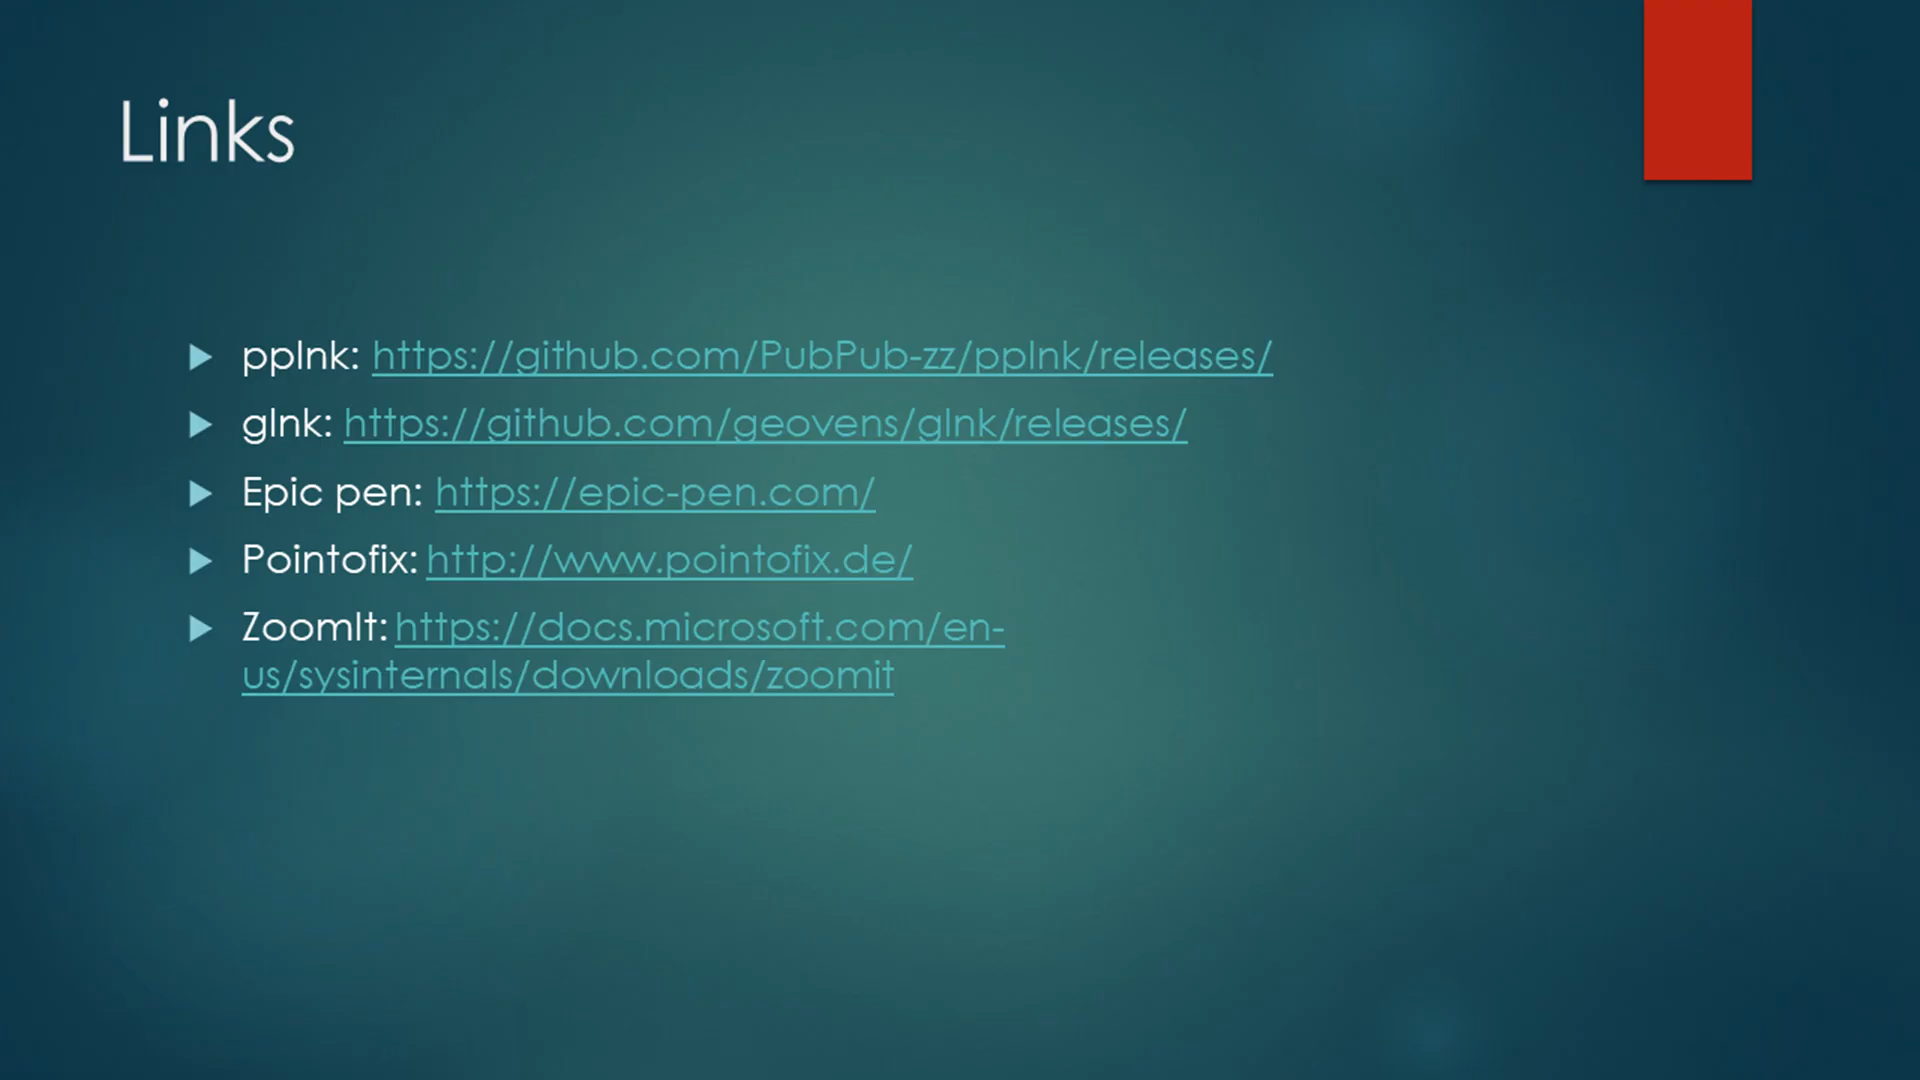 Links
ppInk: https://github.com/PubPub-zz/ppInk/releases/
gInk: https://github.com/geovens/gInk/releases/
Epic pen: https://epic-pen.com/
Pointofix: http://www.pointofix.de/
ZoomIt: https://docs.microsoft.com/en-
us/sysinternals/downloads/zoomit